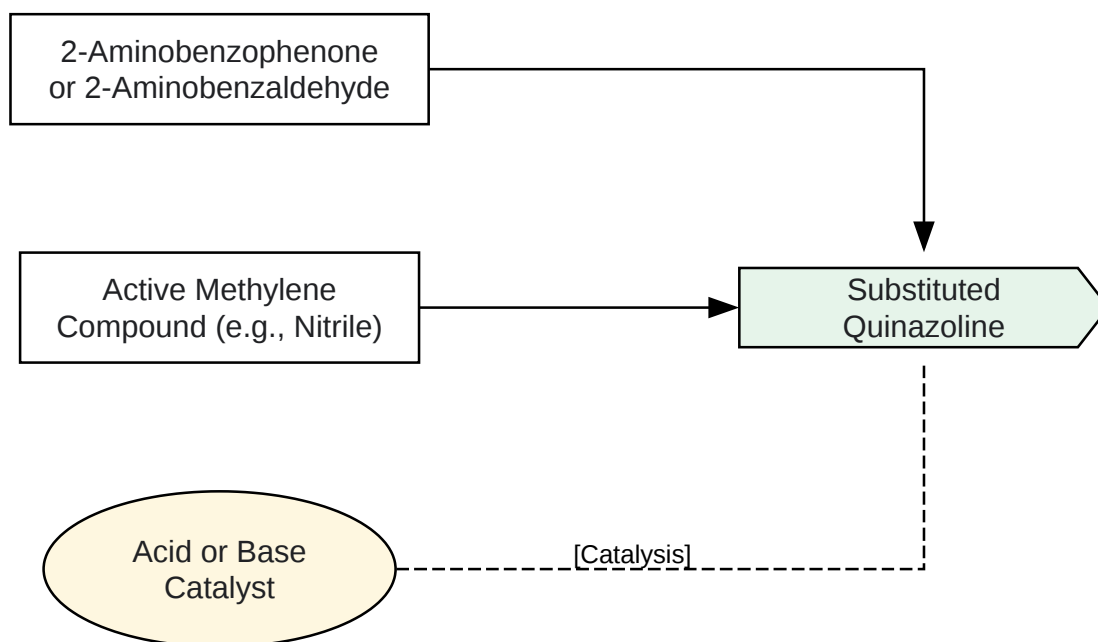 2-Aminobenzophenone
or 2-Aminobenzaldehyde
Active Methylene
Compound (e.g., Nitrile)
Substituted
Quinazoline
Acid or Base
Catalyst
[Catalysis]